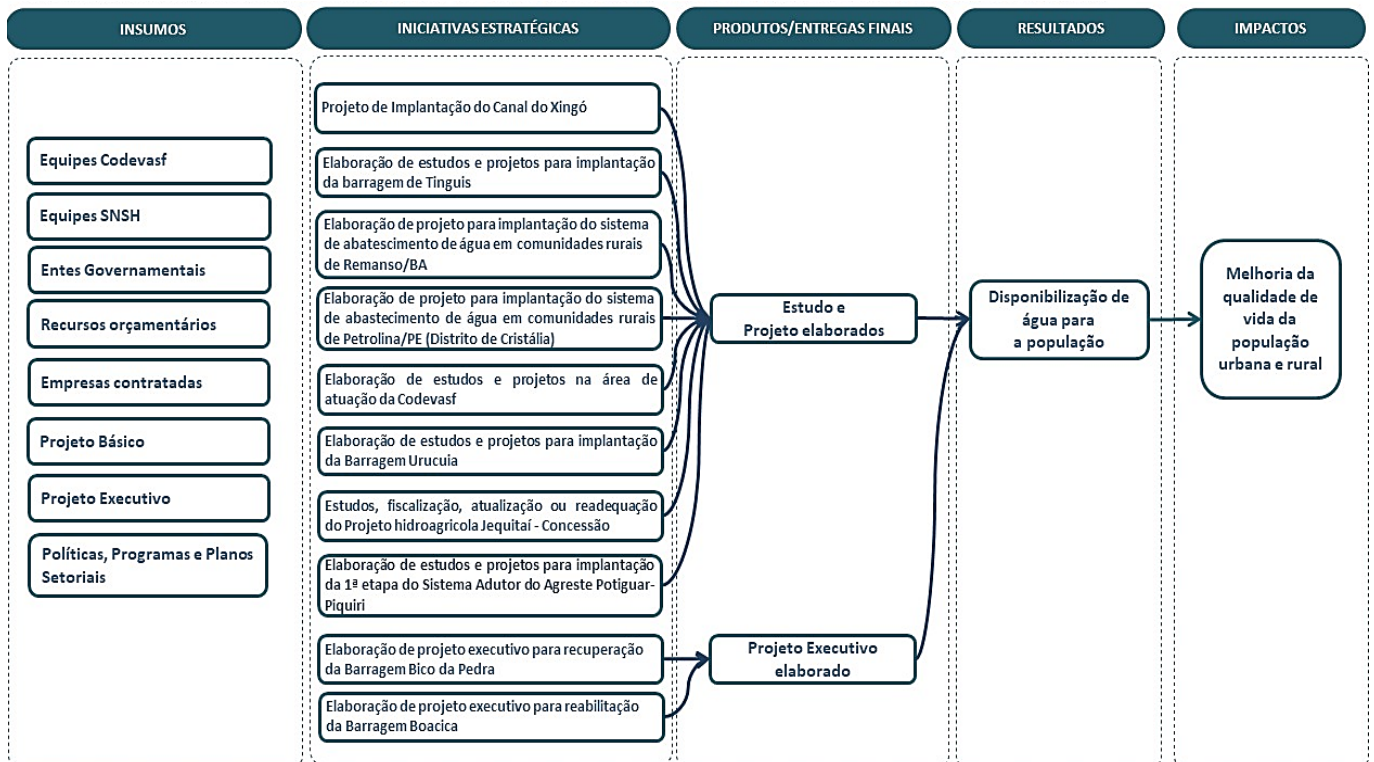 INSUMOS
INICIATIVAS ESTRATÉGICAS
PRODUTOS/ENTREGAS FINAIS
RESULTADOS
IMPACTOS
Equipes Codevasf
Equipes SNSH
Entes Governamentais
Recursos orçamentários
Empresas contratadas
Projeto Básico
Projeto Executivo
Políticas, Programas e Planos
Setoriais
Projeto de Implantação do Canal do Xingó
Elaboração de estudos e projetos para implantação
da barragem de Tinguis
Elaboração de projeto para implantação do sistema
de abatescimento de água em comunidades rurais
de Remanso/BA
Elaboração de projeto para implantação do sistema
de abastecimento de água em comunidades rurais
de Petrolina/PE (Distrito de Cristália)
Elaboração de estudos e projetos na área de
atuação da Codevasf
Elaboração de estudos e projetos para implantação
da Barragem Urucuia
Estudos, fiscalização, atualização ou readequação
do Projeto hidroagricola Jequitaí - Concessão
Elaboração de estudos e projetos para implantação
da 1ª etapa do Sistema Adutor do Agreste Potiguar-
Piquiri
Elaboração de projeto executivo para recuperação
da Barragem Bico da Pedra
Elaboração de projeto executivo para reabilitação
da Barragem Boacica
Estudo e
Projeto elaborados
Projeto Executivo
elaborado
Disponibilização de
água para
a população
Melhoria da
qualidade de
vida da
população
urbana e rural